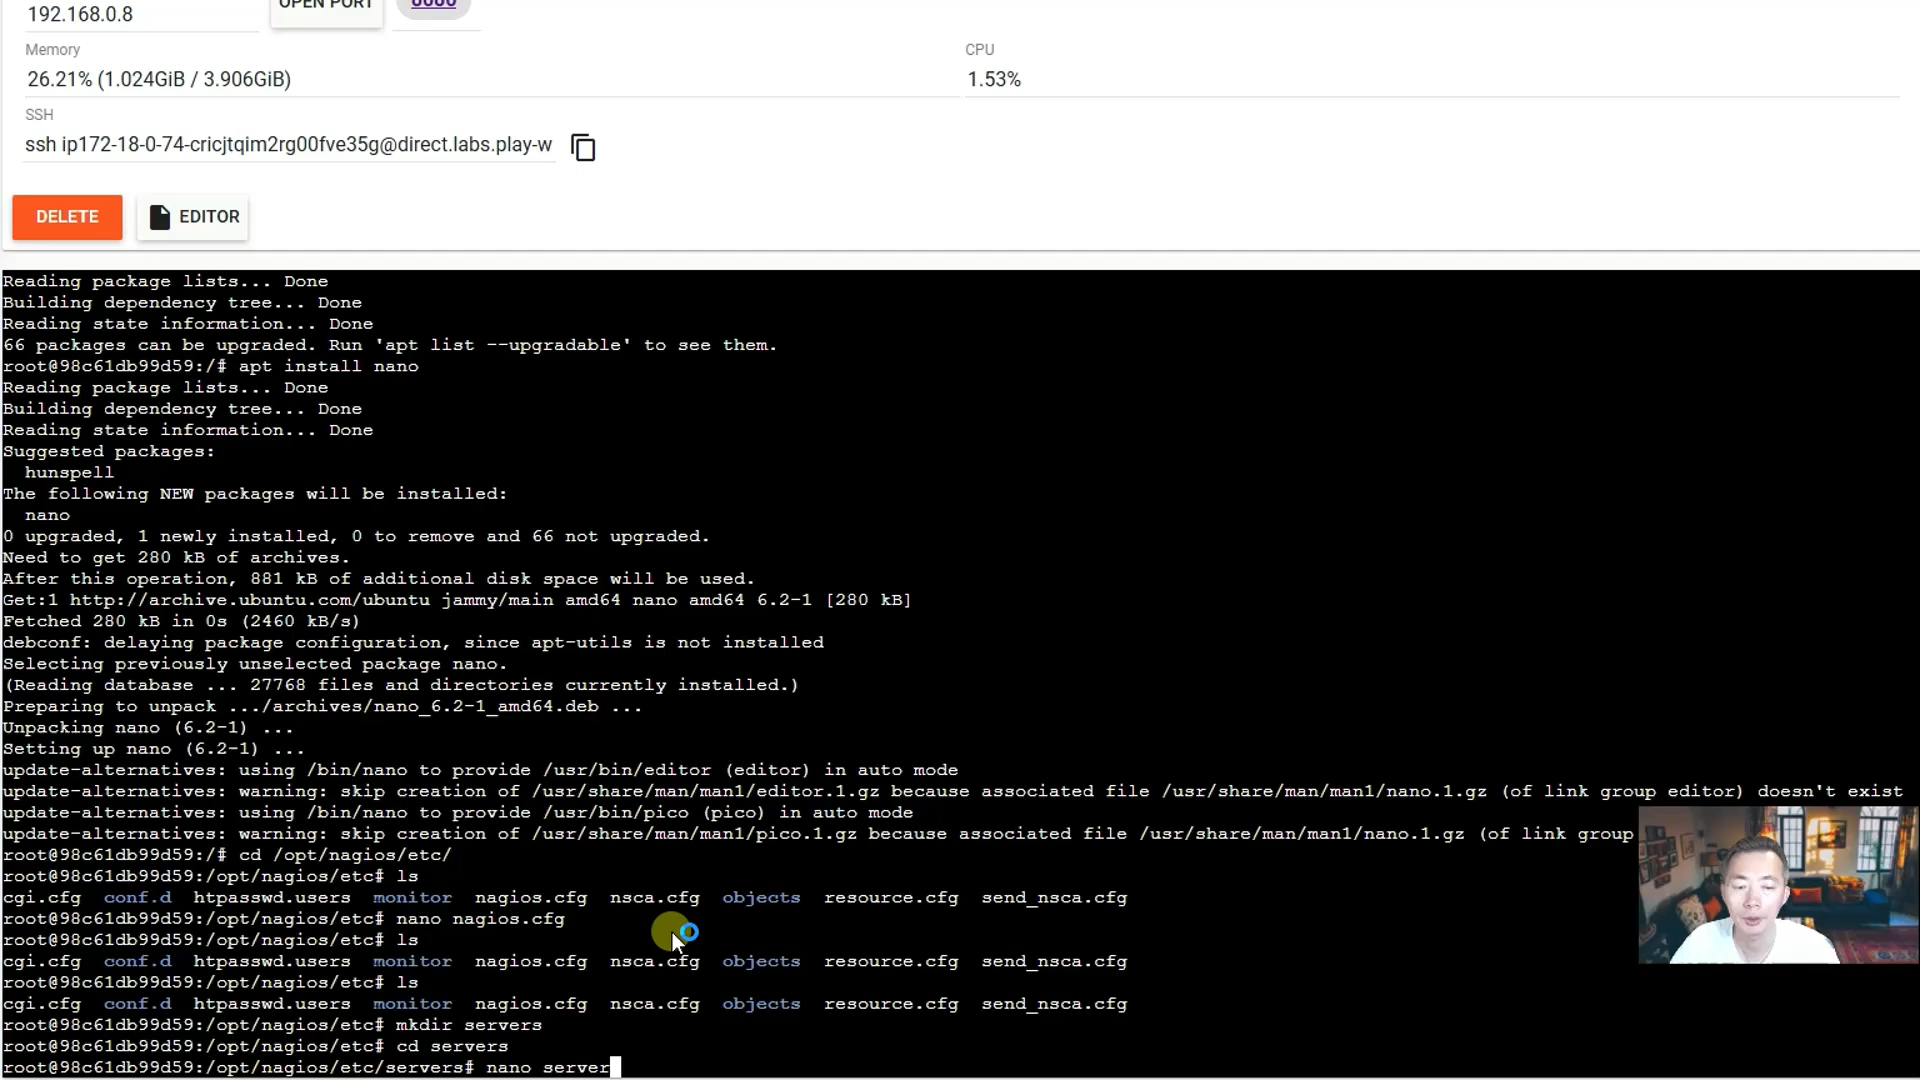 192.168.0.8
OPEN PORT
Memory
CPU
26.21% (1.024GiB / 3.906GiB)
1.53%
SSH
ssh ip172-18-0-74-cricjtqim2rg00fve35g@direct.labs.play-w
DELETE
EDITOR
Reading package lists... Done
Building dependency tree... Done
Reading state information... Done
66 packages can be upgraded. Run 'apt list --upgradable' to see them.
root@98c61db99d59:/# apt install nano
Reading package lists... Done
Building dependency tree... Done
Reading state information... Done
Suggested packages:
hunspell
The following NEW packages will be installed:
nano
0 upgraded, 1 newly installed, 0 to remove and 66 not upgraded.
Need to get 280 kB of archives.
After this operation, 881 kB of additional disk space will be used.
Get:1 http://archive.ubuntu.com/ubuntu jammy/main amd64 nano amd64 6.2-1 [280 kB]
Fetched 280 kB in 0s (2460 kB/s)
debconf: delaying package configuration, since apt-utils is not installed
Selecting previously unselected package nano.
(Reading database ... 27768 files and directories currently installed.)
Preparing to unpack .../archives/nano_6.2-1_amd64.deb ...
Unpacking nano (6.2-1) ...
Setting up nano (6.2-1) ...
update-alternatives: using /bin/nano to provide /usr/bin/editor (editor) in auto mode
update-alternatives: warning: skip creation of /usr/share/man/man1/editor.1.gz because associated file /usr/share/man/man1/nano.1.gz (of link group editor) doesn't exist
update-alternatives: using /bin/nano to provide /usr/bin/pico (pico) in auto mode
update-alternatives: warning: skip creation of /usr/share/man/man1/pico.1.gz because associated file /usr/share/man/man1/nano.1.gz (of link group
root@98c61db99d59:/# cd /opt/nagios/etc/
root@98c61db99d59:/opt/nagios/etc# ls
cgi.cfg conf.d htpasswd.users monitor nagios.cfg nsca.cfg objects resource.cfg send_nsca.cfg
root@98c61db99d59:/opt/nagios/etc# nano nagios.cfg
root@98c61db99d59:/opt/nagios/etc# ls
cgi.cfg conf.d htpasswd.users monitor nagios.cfg nsca.cfg objects resource.cfg send_nsca.cfg
root@98c61db99d59:/opt/nagios/etc# ls
cgi.cfg conf.d htpasswd.users monitor nagios.cfg nsca.cfg objects resource.cfg send_nsca.cfg
root@98c61db99d59:/opt/nagios/etc# mkdir servers
root@98c61db99d59:/opt/nagios/etc# cd servers
root@98c61db99d59:/opt/nagios/etc/servers# nano server